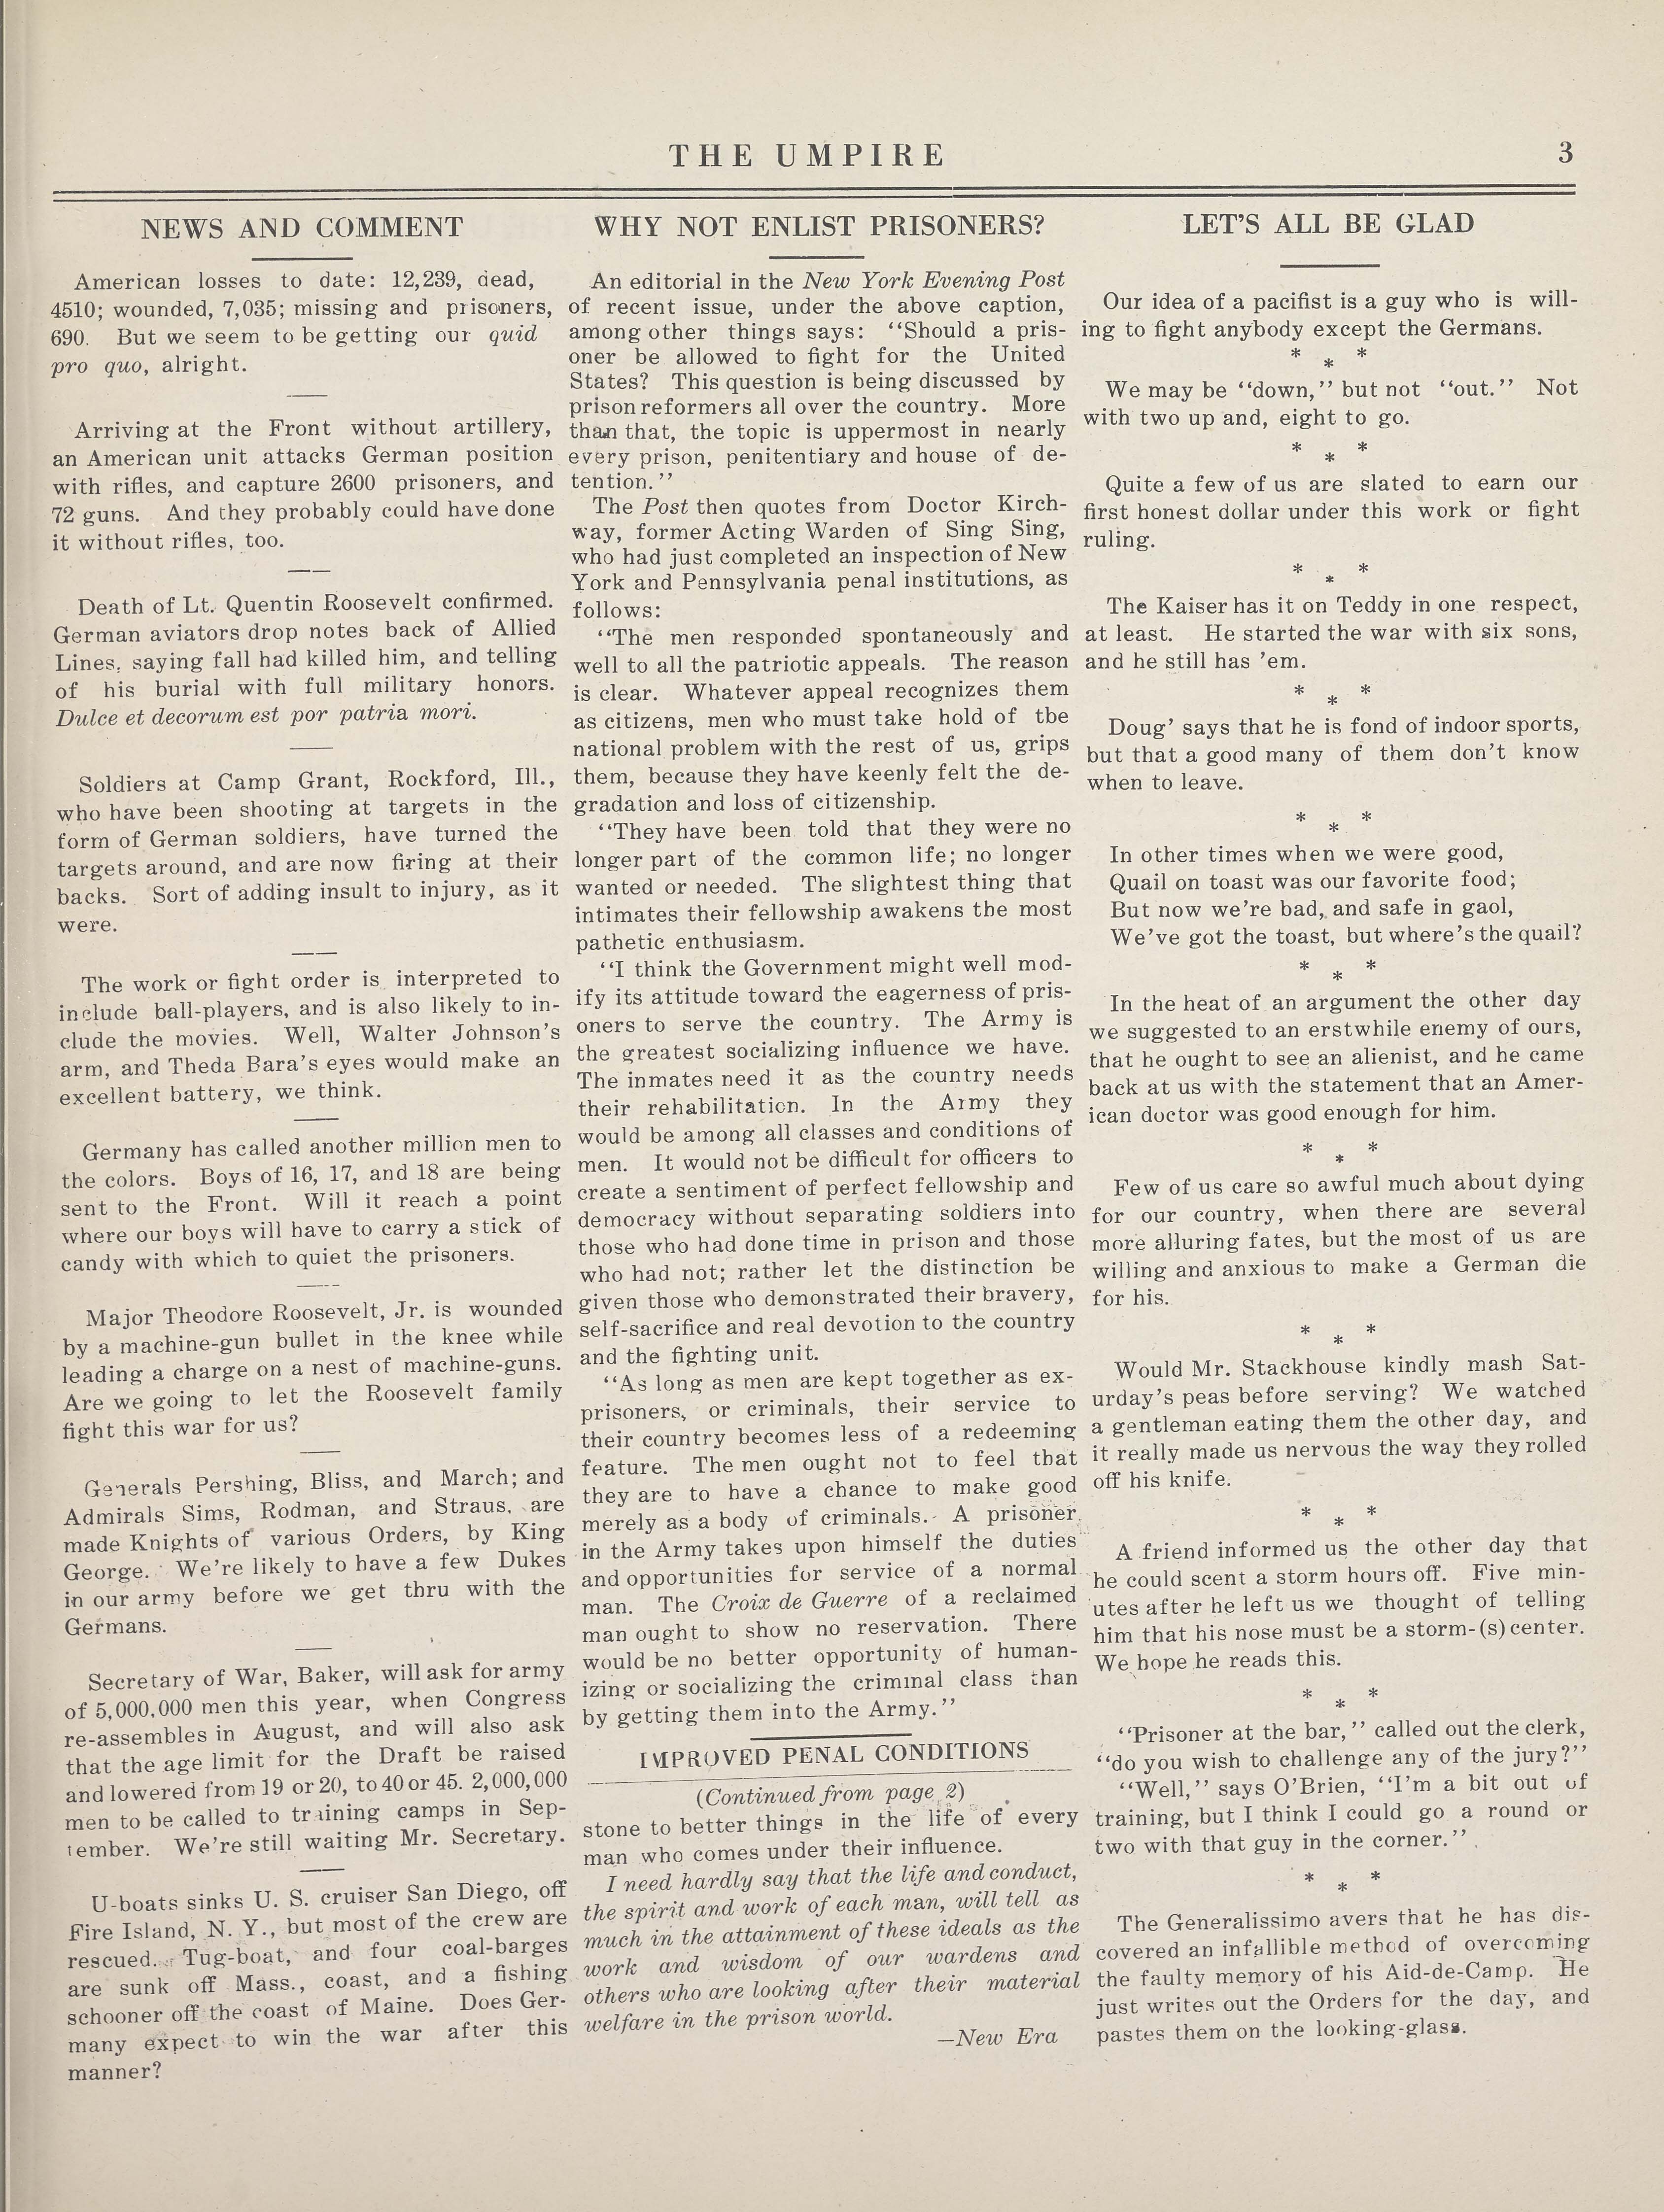 THE UMPIRE
3
NEWS AND COMMENT
American losses to date: 12,239, dead,
4510; wounded, 7,035; missing and prisoners,
690. But we seem to be getting our quid
pro quo, alright.
Arriving at the Front without artillery,
an American unit attacks German position
with rifles, and capture 2600 prisoners, and
72 guns. And they probably could have done
it without rifles, too.
Death of Lt. Quentin Roosevelt confirmed.
German aviators drop notes back of Allied
Lines, saying fall had killed him, and telling
of his burial with full military honors.
Dulce et decorum est por patria mori.
Soldiers at Camp Grant, Rockford, Ill.,
who have been shooting at targets in the
form of German soldiers, have turned the
targets around, and are now firing at their
backs. Sort of adding insult to injury, as it
were.
The work or fight order is interpreted to
include ball-players, and is also likely to in-
clude the movies. Well, Walter Johnson's
arm, and Theda Bara's eyes would make an
excellent battery, we think.
Germany has called another million men to
the colors. Boys of 16, 17, and 18 are being
sent to the Front. Will it reach a point
where our boys will have to carry a stick of
candy with which to quiet the prisoners.
Major Theodore Roosevelt, Jr. is wounded
by a machine-gun bullet in the knee while
leading a charge on a nest of machine-guns.
Are we going to let the Roosevelt family
fight this war for us?
Generals Pershing, Bliss, and March; and
Admirals Sims, Rodman, and Straus, are
made Knights of various Orders, by King
George. We're likely to have a few Dukes
in our army before we get thru with the
Germans.
Secretary of War, Baker, will ask for army
of 5,000,000 men this year, when Congress
re-assembles in August, and will also ask
that the age limit for the Draft be raised
and lowered from 19 or 20, to 40 or 45. 2,000,000
men to be called to training camps in Sep-
tember. We're still waiting Mr. Secretary.
U-boats sinks U. S. cruiser San Diego, off
Fire Island, N. Y., but most of the crew are
rescued. Tug-boat, and four coal-barges
are sunk off Mass., coast, and a fishing
schooner off the coast of Maine. Does Ger-
many expect to win the war after this
manner?
WHY NOT ENLIST PRISONERS?
An editorial in the New York Evening Post
of recent issue, under the above caption,
among other things says: "Should a pris-
oner be allowed to fight for the United
States? This question is being discussed by
prison reformers all over the country. More
than that, the topic is uppermost in nearly
every prison, penitentiary and house of de-
tention."
The Post then quotes from Doctor Kirch-
way, former Acting Warden of Sing Sing,
who had just completed an inspection of New
York and Pennsylvania penal institutions, as
follows:
"The men responded spontaneously and
well to all the patriotic appeals. The reason
is clear. Whatever appeal recognizes them
as citizens, men who must take hold of tbe
national problem with the rest of us, grips
them, because they have keenly felt the de-
gradation and loss of citizenship.
"They have been told that they were no
longer part of the common life; no longer
wanted or needed. The slightest thing that
intimates their fellowship awakens the most
pathetic enthusiasm.
"I think the Government might well mod-
ify its attitude toward the eagerness of pris-
oners to serve the country. The Army is
the greatest socializing influence we have.
The inmates need it as the country needs
their rehabilitation. In the Army they
would be among all classes and conditions of
men. It would not be difficult for officers to
create a sentiment of perfect fellowship and
democracy without separating soldiers into
those who had done time in prison and those
who had not; rather let the distinction be
given those who demonstrated their bravery,
self-sacrifice and real devotion to the country
and the fighting unit.
"As long as men are kept together as ex-
prisoners, or criminals, their service to
their country becomes less of a redeeming
feature. The men ought not to feel that
they are to have a chance to make good
merely as a body of criminals. A prisoner
in the Army takes upon himself the duties
and opportunities for service of a normal
man. The Croix de Guerre of a reclaimed
man ought to show no reservation. There
would be no better opportunity of human-
izing or socializing the criminal class than
by getting them into the Army."
IMPROVED PENAL CONDITIONS
(Continued from page 2)
stone to better things in the life of every
man who comes under their influence.
I need hardly say that the life and conduct,
the spirit and work of each man, will tell as
much in the attainment of these ideals as the
work and wisdom of our wardens and
others who are looking after their material
welfare in the prison world.
—New Era
LET'S ALL BE GLAD
Our idea of a pacifist is a guy who is will-
ing to fight anybody except the Germans.
* * *
We may be "down," but not "out." Not
with two up and, eight to go.
* * *
Quite a few of us are slated to earn our
first honest dollar under this work or fight
ruling.
* * *
The Kaiser has it on Teddy in one respect,
at least. He started the war with six sons,
and he still has 'em.
* * *
Doug' says that he is fond of indoor sports,
but that a good many of them don't know
when to leave.
* * *
In other times when we were good,
Quail on toast was our favorite food;
But now we're bad, and safe in gaol,
We've got the toast, but where's the quail?
* * *
In the heat of an argument the other day
we suggested to an erstwhile enemy of ours,
that he ought to see an alienist, and he came
back at us with the statement that an Amer-
ican doctor was good enough for him.
* * *
Few of us care so awful much about dying
for our country, when there are several
more alluring fates, but the most of us are
willing and anxious to make a German die
for his.
* * *
Would Mr. Stackhouse kindly mash Sat-
urday's peas before serving? We watched
a gentleman eating them the other day, and
it really made us nervous the way they rolled
off his knife.
* * *
A friend informed us the other day that
he could scent a storm hours off. Five min-
utes after he left us we thought of telling
him that his nose must be a storm-(s)center.
We hope he reads this.
* * *
"Prisoner at the bar," called out the clerk,
"do you wish to challenge any of the jury?"
"Well," says O'Brien, "I'm a bit out of
training, but I think I could go a round or
two with that guy in the corner."
* * *
The Generalissimo avers that he has dis-
covered an infallible method of overcoming
the faulty memory of his Aid-de-Camp. He
just writes out the Orders for the day, and
pastes them on the looking-glass.